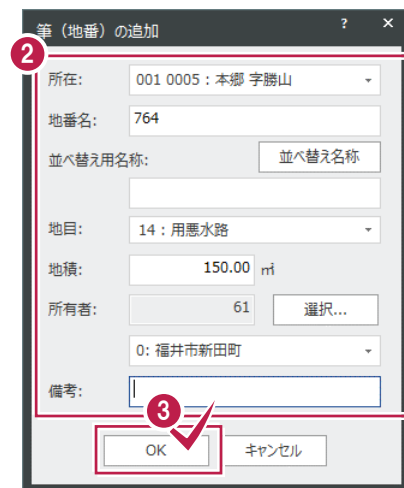 筆（地番）の追加 ? ×
2
所在: 001 0005：本郷 字勝山
地番名: 764
並べ替え用名称: 並べ替え名称
地目: 14：用悪水路
地積: 150.00 ㎡
所有者: 61 選択...
0: 福井市新田町
備考:
3
OK キャンセル